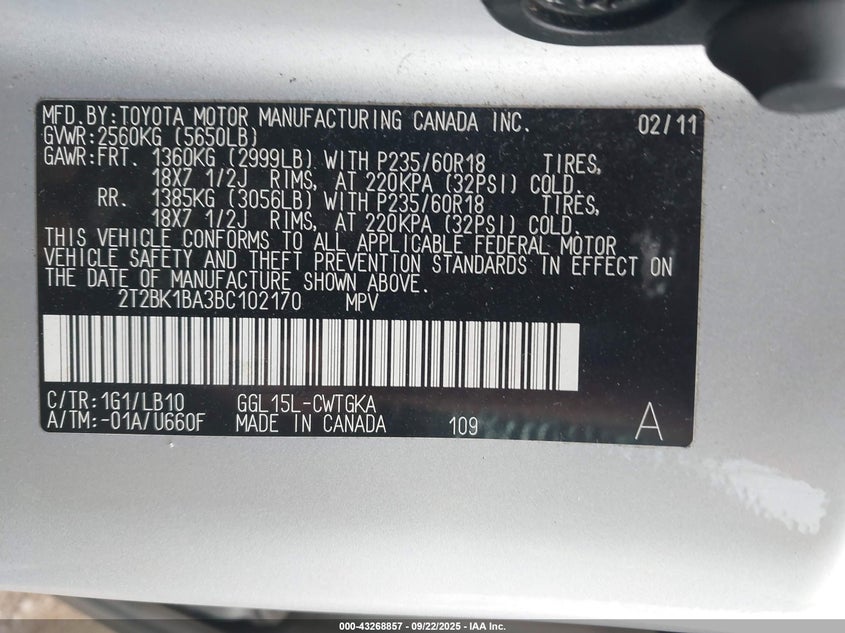 MFD.BY:TOYOTA MOTOR MANUFACTURING CANADA INC. 02/11
GVWR:2560KG (5650LB)
GAWR:FRT. 1360KG (2999LB) WITH P235/60R18 TIRES,
18X7 1/2J RIMS, AT 220KPA (32PSI) COLD.
RR. 1385KG (3056LB) WITH P235/60R18 TIRES,
18X7 1/2J RIMS, AT 220KPA (32PSI) COLD.
THIS VEHICLE CONFORMS TO ALL APPLICABLE FEDERAL MOTOR
VEHICLE SAFETY AND THEFT PREVENTION STANDARDS IN EFFECT ON
THE DATE OF MANUFACTURE SHOWN ABOVE.
2T2BK1BA3BC102170 MPV
C/TR:1G1/LB10 GGL15L-CWTGKA
A/TM:-01A/U660F MADE IN CANADA 109 A
000-43268857 - 09/22/2025 - IAA Inc.